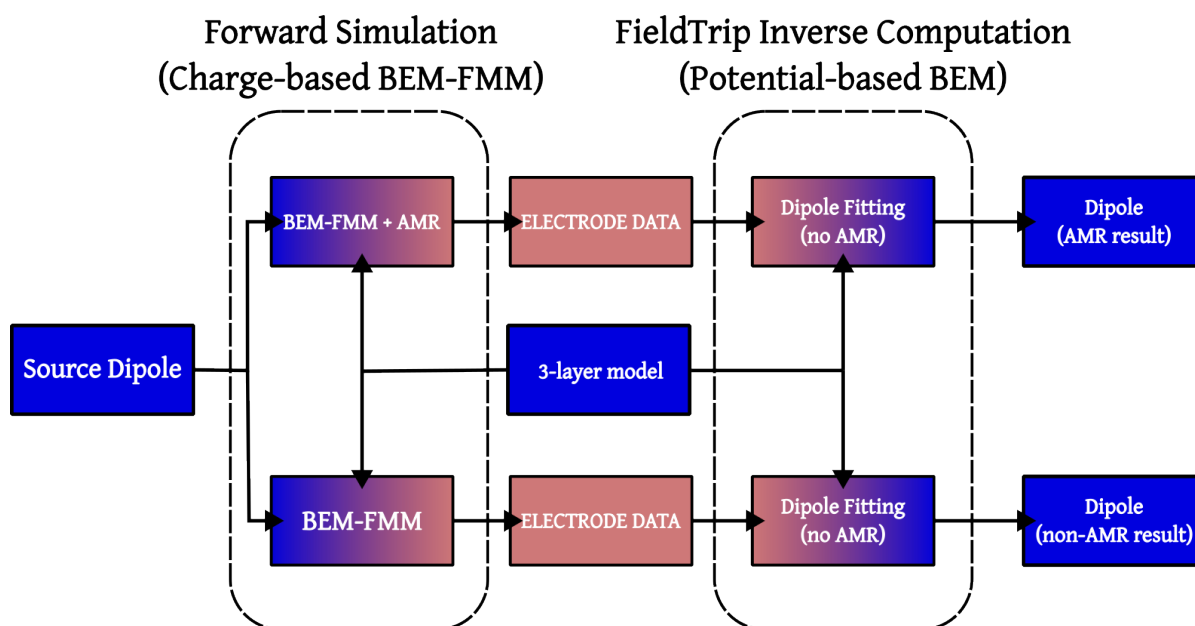 Forward Simulation
(Charge-based BEM-FMM)
FieldTrip Inverse Computation
(Potential-based BEM)
BEM-FMM + AMR
ELECTRODE DATA
Dipole Fitting
(no AMR)
Dipole
(AMR result)
Source Dipole
3-layer model
BEM-FMM
ELECTRODE DATA
Dipole Fitting
(no AMR)
Dipole
(non-AMR result)